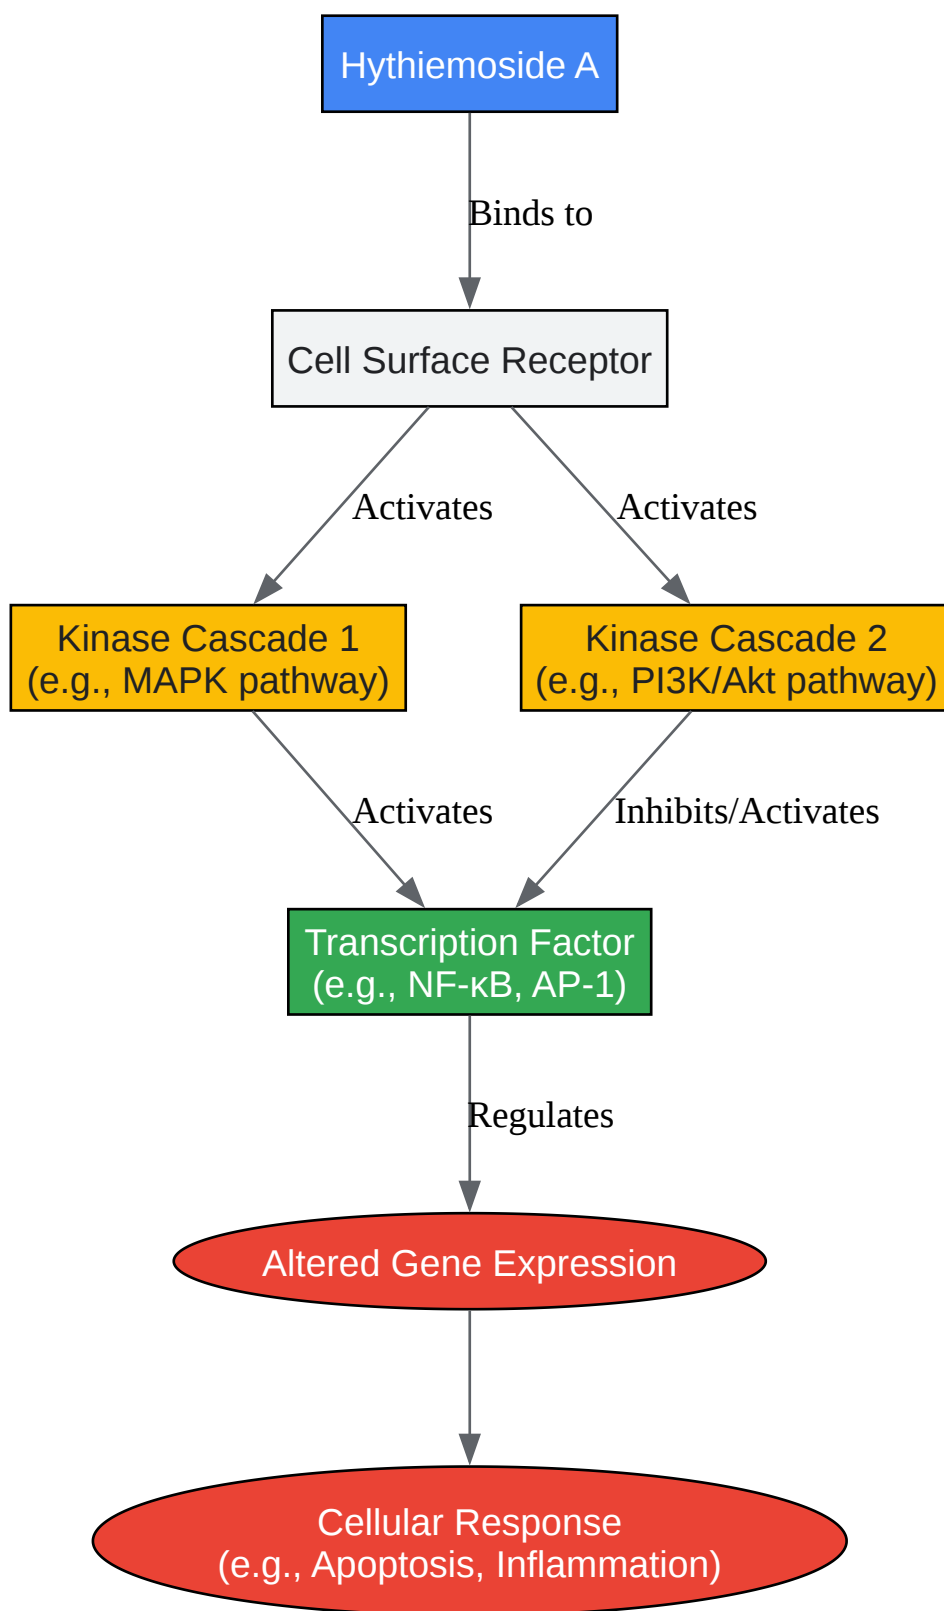 Hythiemoside A
Binds to
Cell Surface Receptor
Activates
Activates
Kinase Cascade 1
(e.g., MAPK pathway)
Kinase Cascade 2
(e.g., PI3K/Akt pathway)
Activates
Inhibits/Activates
Transcription Factor
(e.g., NF-κB, AP-1)
Regulates
Altered Gene Expression
Cellular Response
(e.g., Apoptosis, Inflammation)